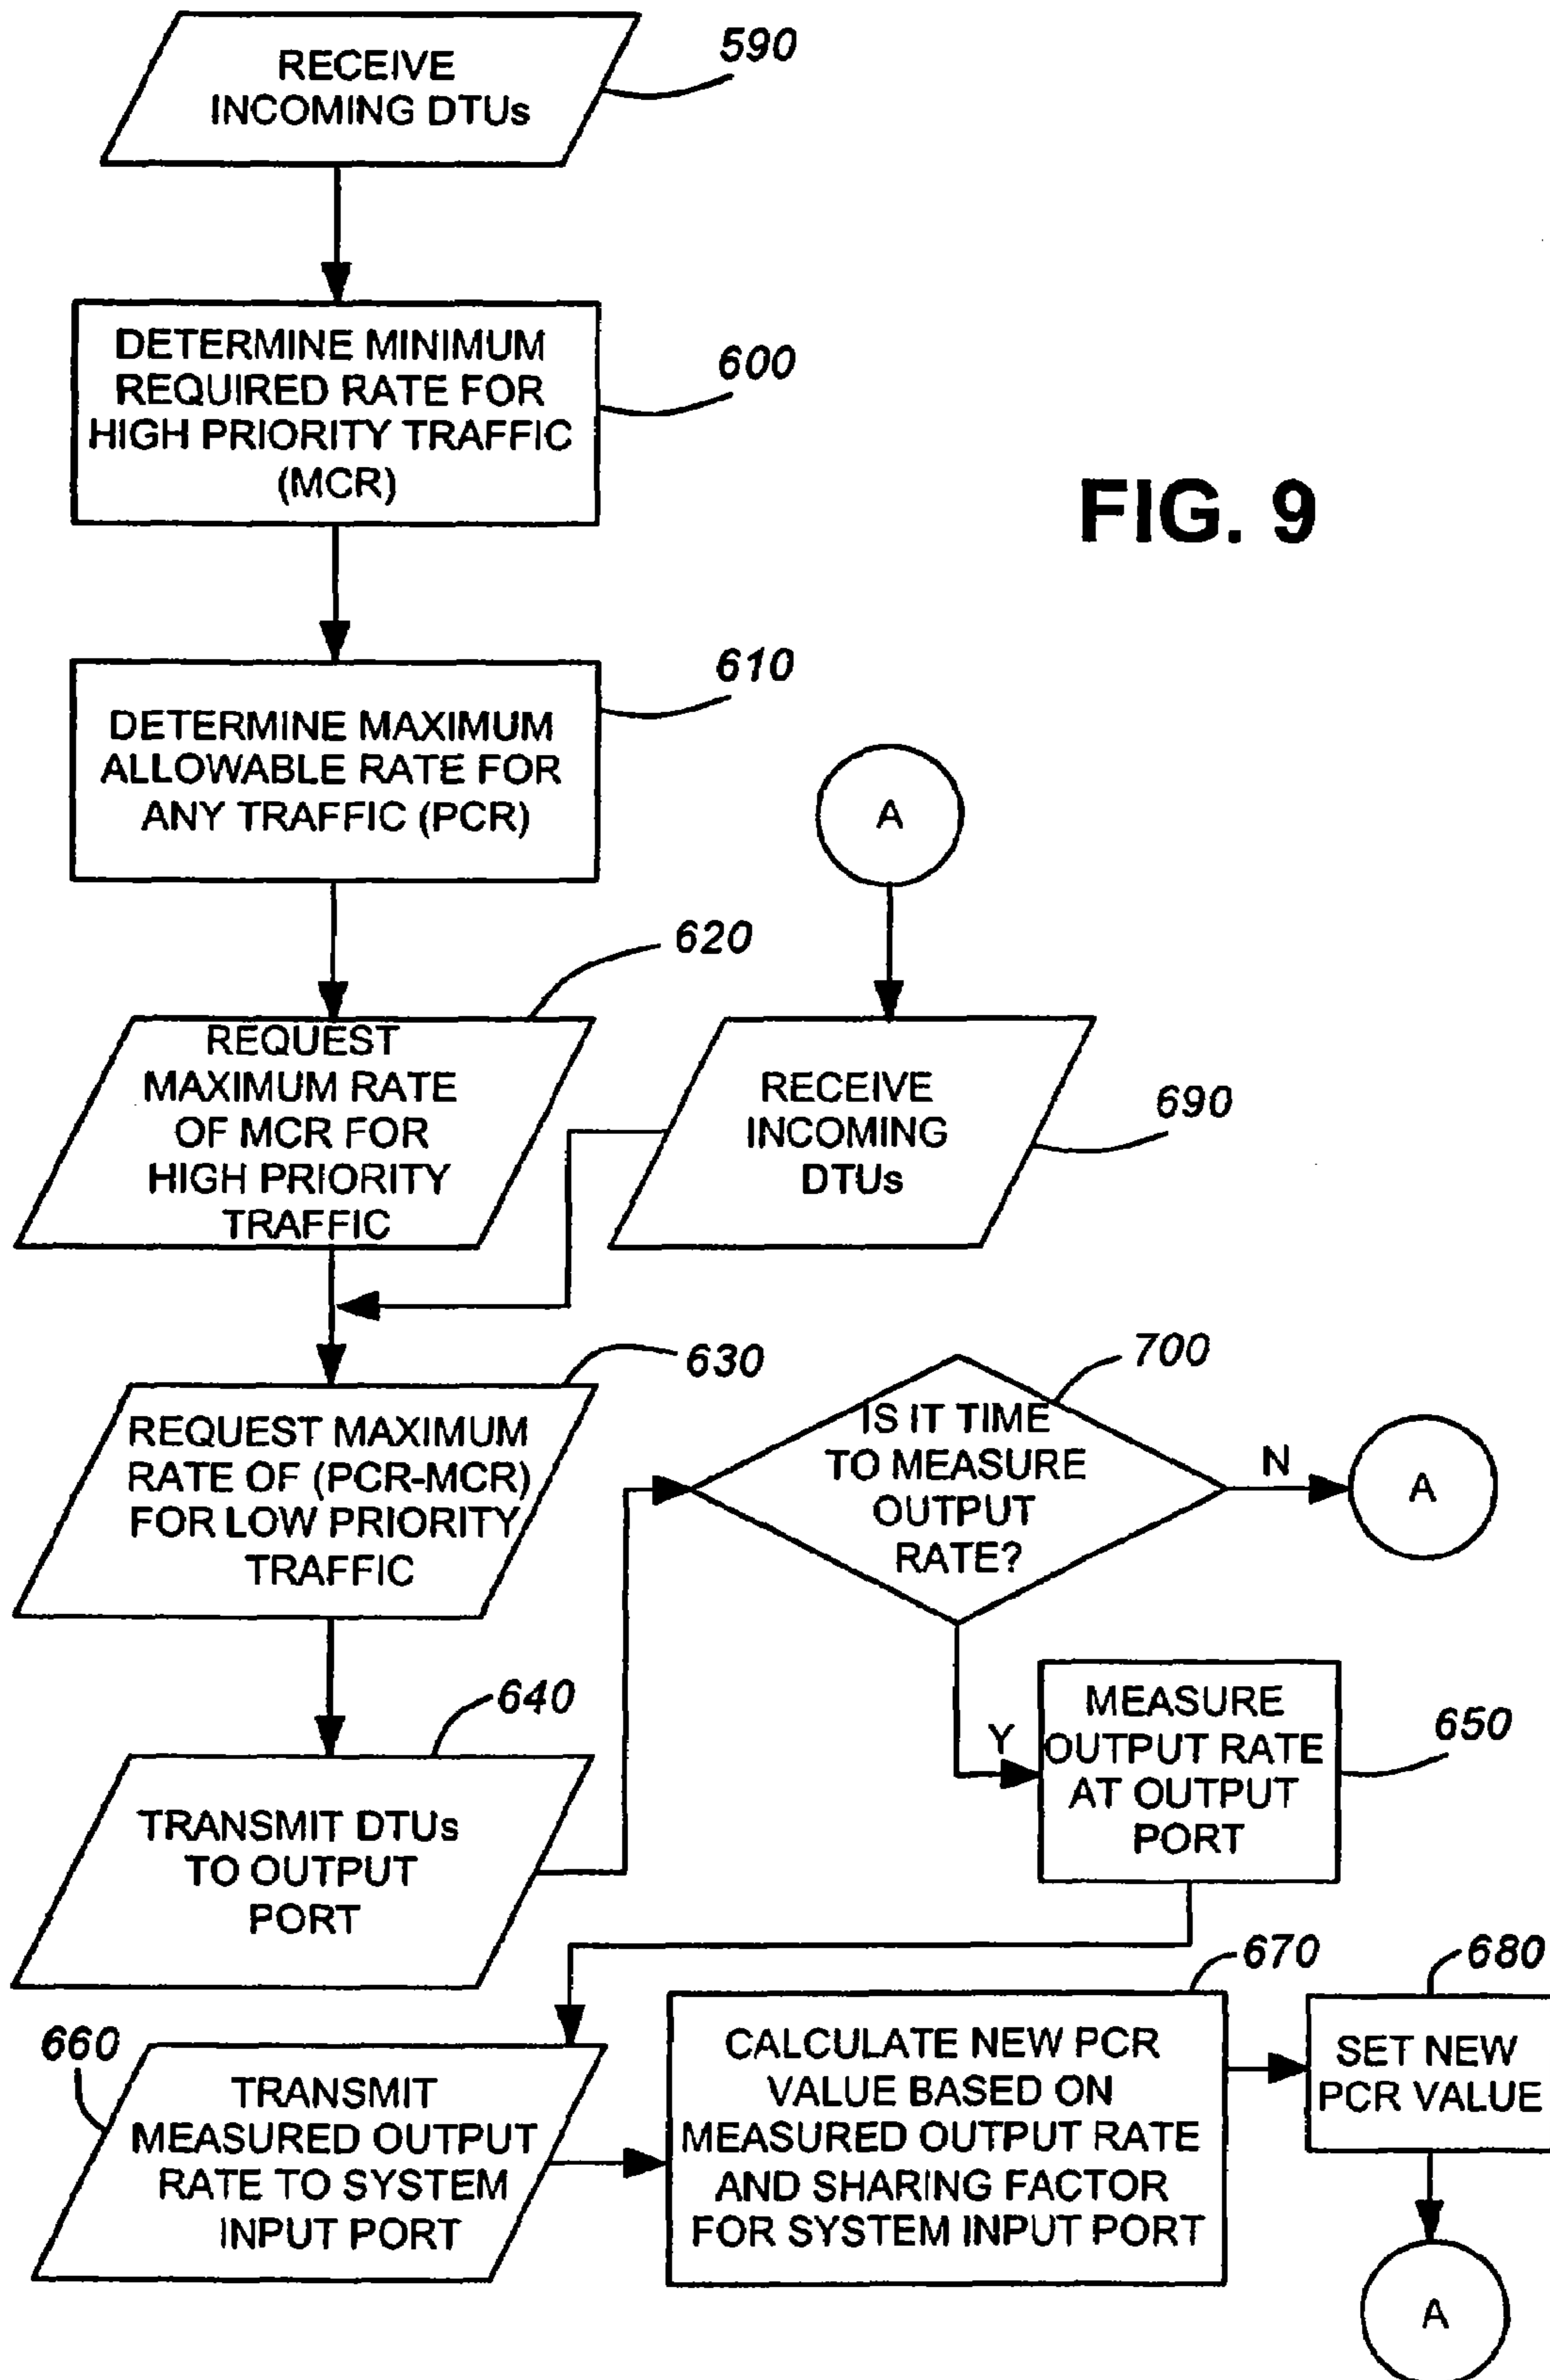 RECEIVE
INCOMING DTUs
590
DETERMINE MINIMUM
REQUIRED RATE FOR
HIGH PRIORITY TRAFFIC
(MCR)
600
FIG. 9
DETERMINE MAXIMUM
ALLOWABLE RATE FOR
ANY TRAFFIC (PCR)
610
A
REQUEST
MAXIMUM RATE
OF MCR FOR
HIGH PRIORITY
TRAFFIC
620
RECEIVE
INCOMING
DTUs
690
REQUEST MAXIMUM
RATE OF (PCR-MCR)
FOR LOW PRIORITY
TRAFFIC
630
IS IT TIME
TO MEASURE
OUTPUT
RATE?
700
N
A
Y
TRANSMIT DTUs
TO OUTPUT
PORT
640
MEASURE
OUTPUT RATE
AT OUTPUT
PORT
650
TRANSMIT
MEASURED OUTPUT
RATE TO SYSTEM
INPUT PORT
660
CALCULATE NEW PCR
VALUE BASED ON
MEASURED OUTPUT RATE
AND SHARING FACTOR
FOR SYSTEM INPUT PORT
670
SET NEW
PCR VALUE
680
A